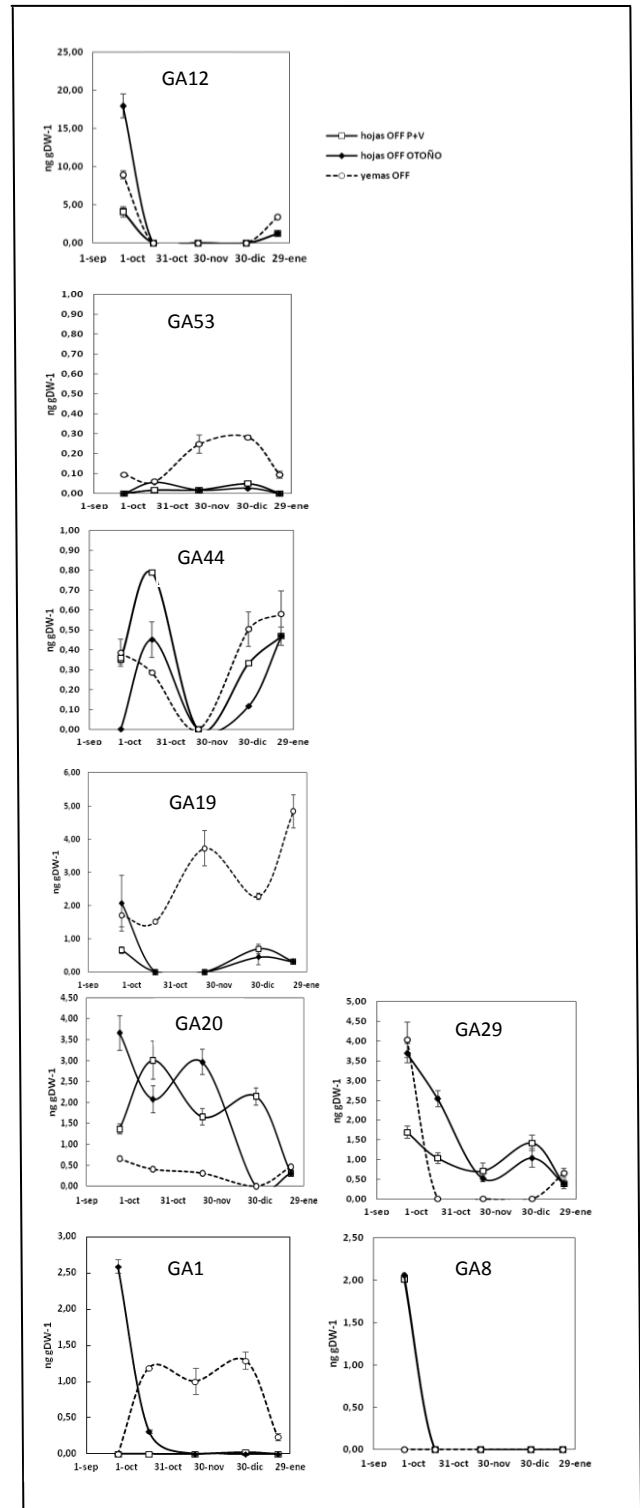 GA12
25,00
20,00
15,00
10,00
5,00
0,00
ng gDW-1
1-sep 1-oct 31-oct 30-nov 30-dic 29-ene
hojas OFF P+V
hojas OFF OTOÑO
yemas OFF
GA53
1,00
0,90
0,80
0,70
0,60
0,50
0,40
0,30
0,20
0,10
0,00
ng gDW-1
1-sep 1-oct 31-oct 30-nov 30-dic 29-ene
GA44
1,00
0,90
0,80
0,70
0,60
0,50
0,40
0,30
0,20
0,10
0,00
ng gDW-1
1-sep 1-oct 31-oct 30-nov 30-dic 29-ene
GA19
6,00
5,00
4,00
3,00
2,00
1,00
0,00
ng gDW-1
1-sep 1-oct 31-oct 30-nov 30-dic 29-ene
GA20
4,50
4,00
3,50
3,00
2,50
2,00
1,50
1,00
0,50
0,00
ng gDW-1
1-sep 1-oct 31-oct 30-nov 30-dic 29-ene
GA29
5,00
4,50
4,00
3,50
3,00
2,50
2,00
1,50
1,00
0,50
0,00
ng gDW-1
1-sep 1-oct 31-oct 30-nov 30-dic 29-ene
GA1
3,00
2,50
2,00
1,50
1,00
0,50
0,00
ng gDW-1
1-sep 1-oct 31-oct 30-nov 30-dic 29-ene
GA8
2,50
2,00
1,50
1,00
0,50
0,00
ng gDW-1
1-sep 1-oct 31-oct 30-nov 30-dic 29-ene